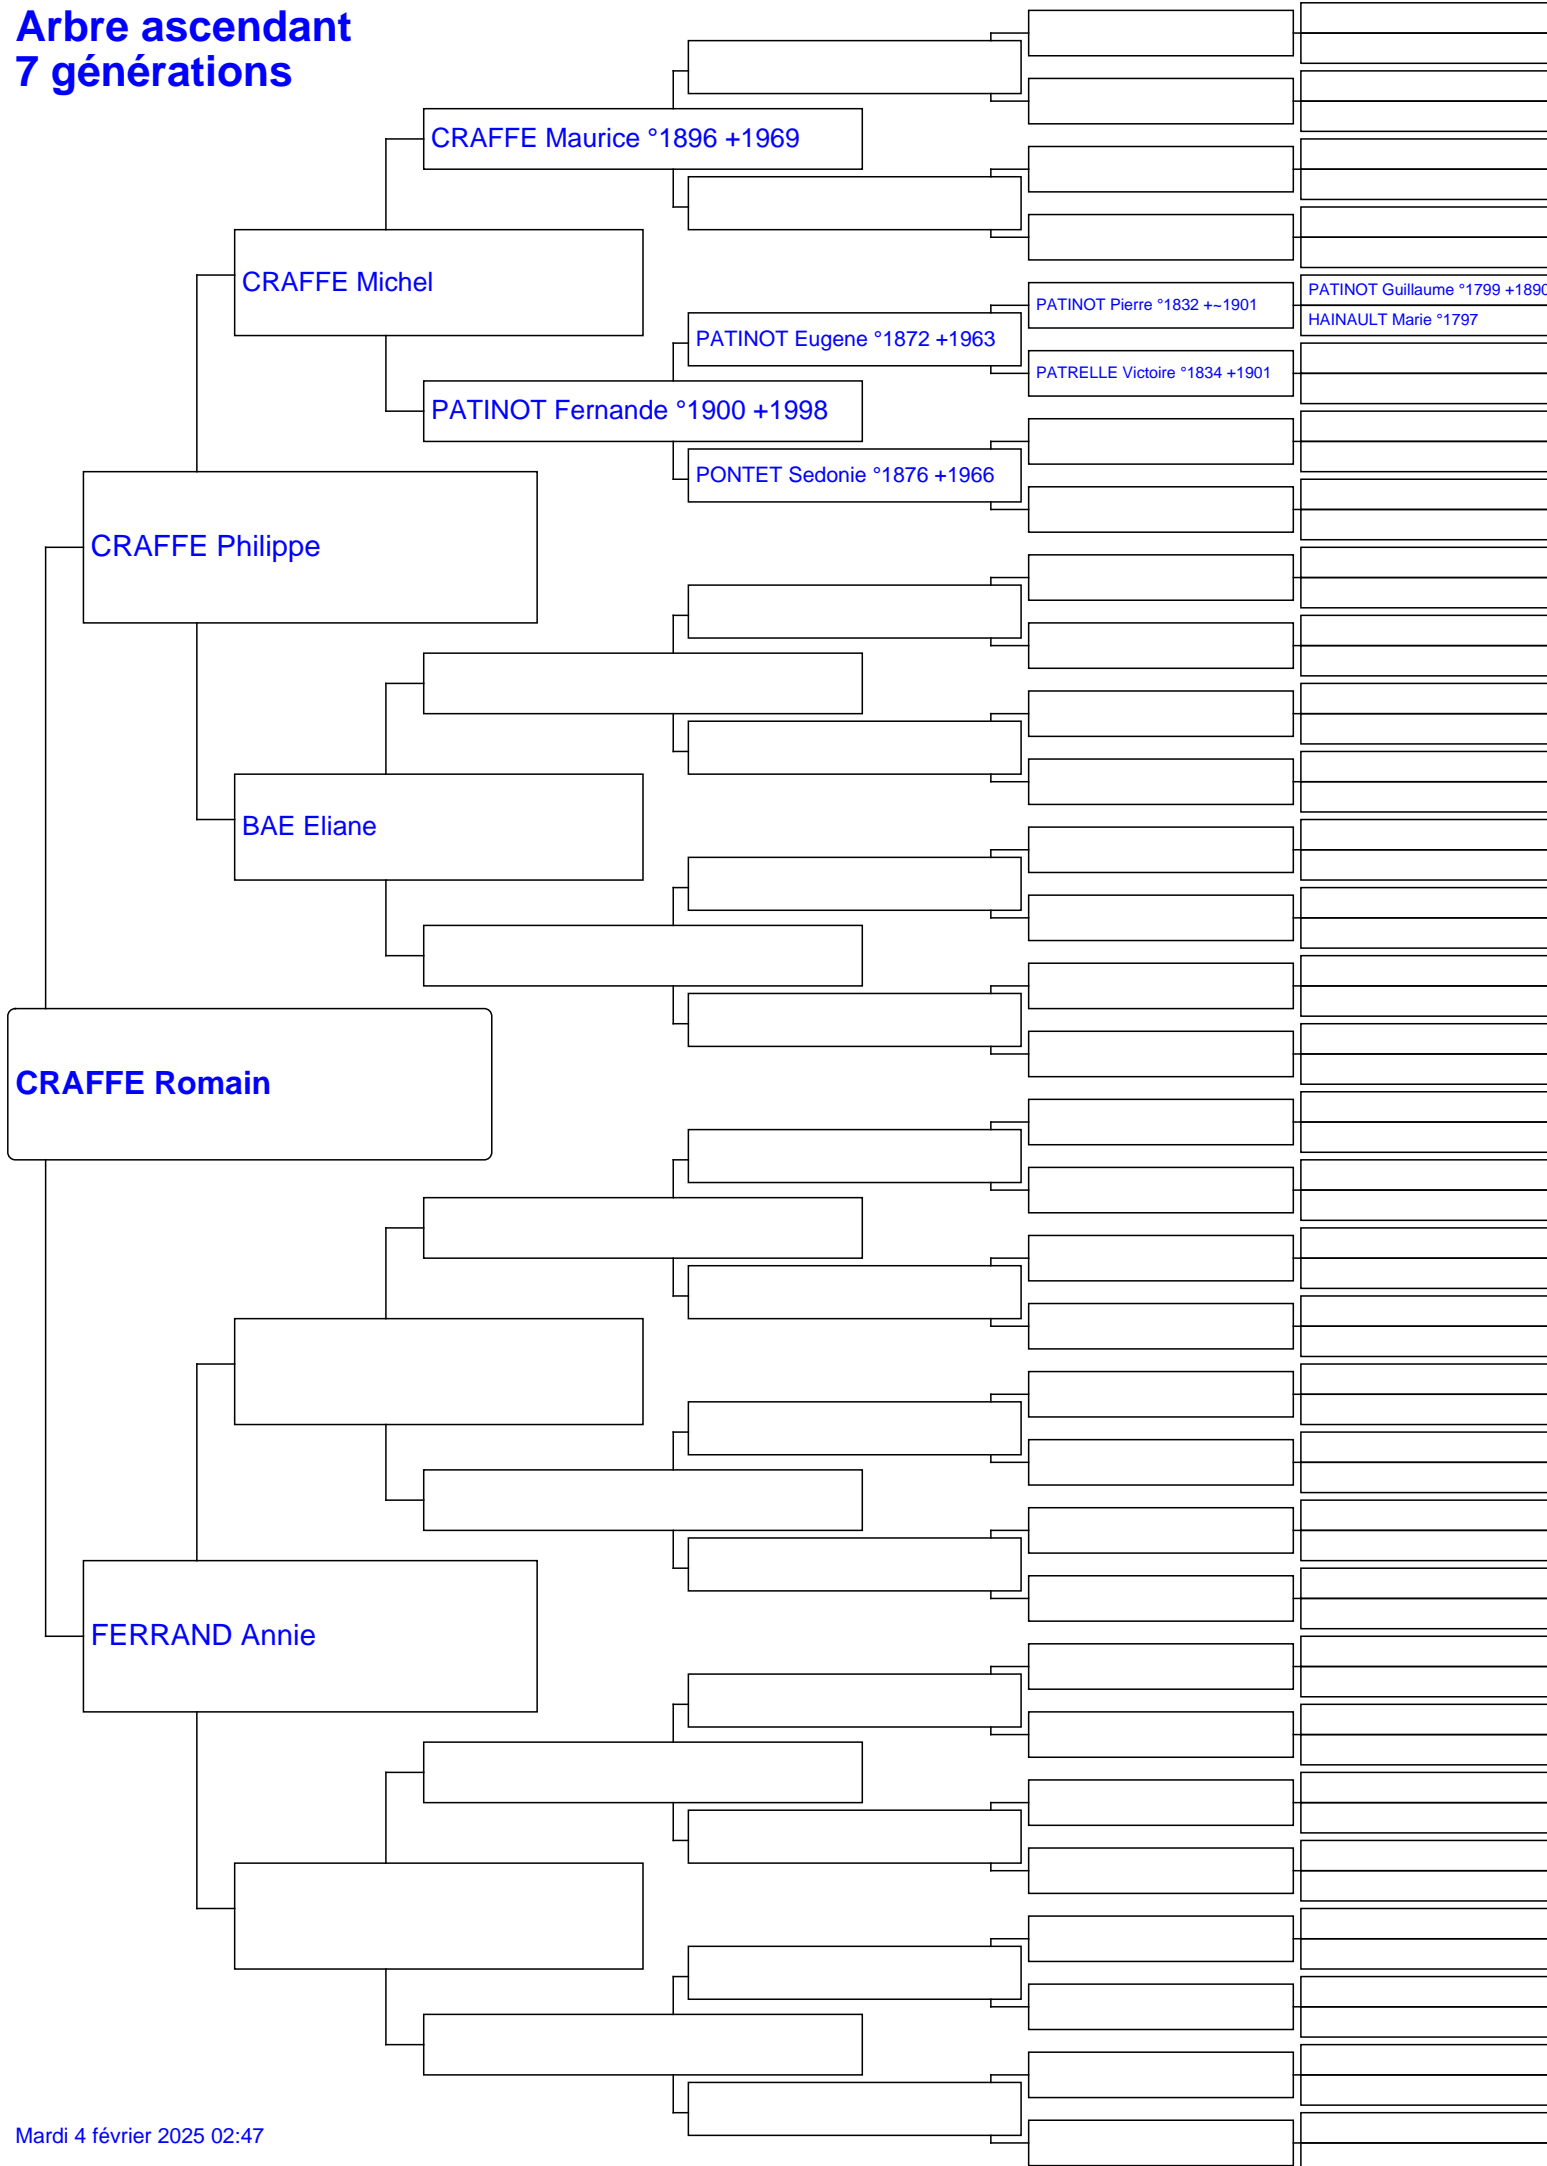 Arbre ascendant
7 générations
CRAFFE Maurice °1896 +1969
CRAFFE Michel
PATINOT Guillaume °1799 +1890
PATINOT Pierre °1832 +~1901
HAINAULT Marie °1797
PATINOT Eugene °1872 +1963
PATRELLE Victoire °1834 +1901
PATINOT Fernande °1900 +1998
PONTET Sedonie °1876 +1966
CRAFFE Philippe
BAE Eliane
CRAFFE Romain
FERRAND Annie
Mardi 4 février 2025 02:47